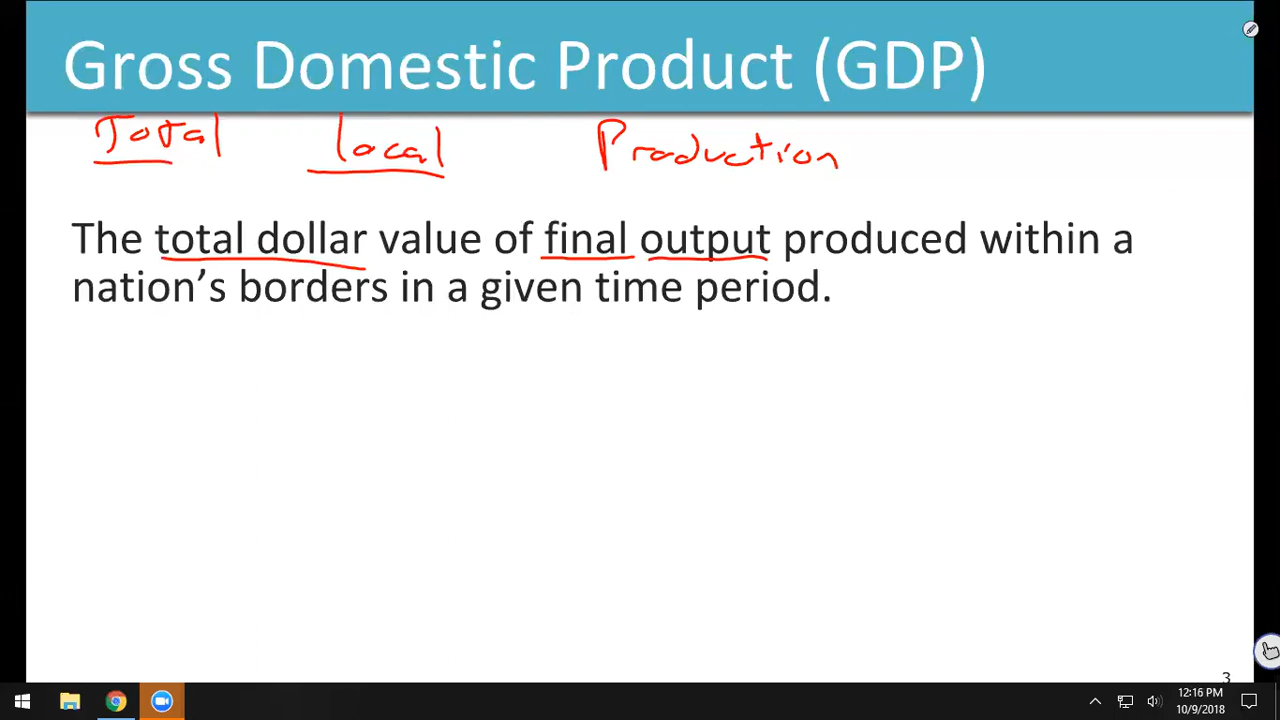 Gross Domestic Product (GDP)
Total local Production
The total dollar value of final output produced within a
nation’s borders in a given time period.
3
12:16 PM
10/9/2018